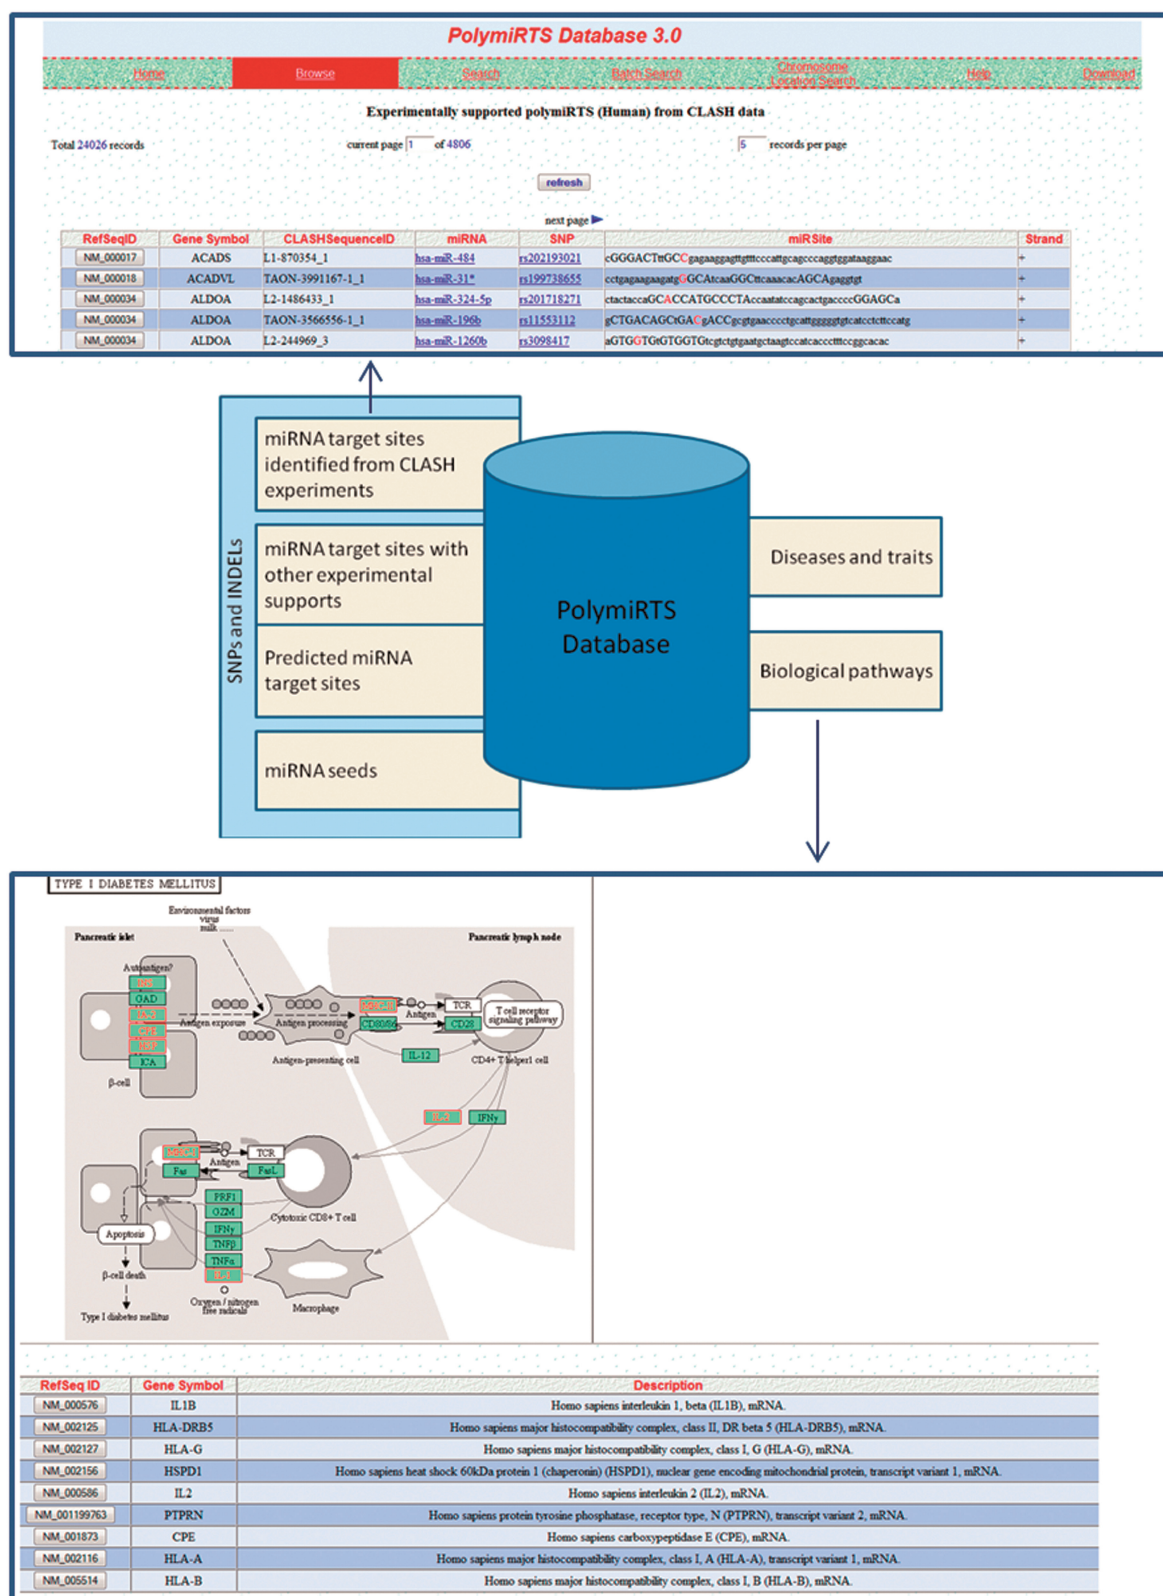 PolymiRTS Database 3.0
Home Browse Search Batch Search Chromosome Location Search Help Download
Experimentally supported polymiRTS (Human) from CLASH data
Total 24026 records current page 1 of 4806 5 records per page
refresh
next page
RefSeqID Gene Symbol CLASHSequenceID miRNA SNP miRSite Strand
NM_000017 ACADS L1-870354_1 hsa-miR-484 rs202193021 cGGGACTttGCCgagaaggagttgtttcccattgcagcccaggtggataaggaac +
NM_000018 ACADVL TAON-3991167-1_1 hsa-miR-31* rs199738655 cctgagaagaagatgGGCAtcaaGGCttcaaacacAGCAgaggtgt +
NM_000034 ALDOA L2-1486433_1 hsa-miR-324-5p rs201718271 ctactaccaGCACCATGCCCTAccaatatccagcactgaccccGGAGCa +
NM_000034 ALDOA TAON-3566556-1_1 hsa-miR-196b rs11553112 gCTGACAGCtGACgACCgcgtgaacccctgcattgggggtgtcatcctcttccatg +
NM_000034 ALDOA L2-244969_3 hsa-miR-1260b rs3098417 aGTGGTGtGTGGTGtcgtctgtgaatgctaagtccatcaccctttccggcacac +
SNPs and INDELs
miRNA target sites
identified from CLASH
experiments
miRNA target sites with
other experimental
supports
Predicted miRNA
target sites
miRNA seeds
PolymiRTS
Database
Diseases and traits
Biological pathways
TYPE I DIABETES MELLITUS
Environmental factors
virus
milk ......
Pancreatic islet
Pancreatic lymph node
Autoantigen?
GAD
CPE
ICA
β-cell
Antigen exposure
Antigen processing
Antigen-presenting cell
MHC-II
CD80/86
Antigen
TCR
CD28
T cell receptor
signaling pathway
IL-12
CD4+ T helper1 cell
IL-2
IFNγ
MHC-I
Antigen
TCR
Fas
FasL
PRF1
GZM
IFNγ
TNFβ
TNFα
Cytotoxic CD8+ T cell
Apoptosis
β-cell death
Type I diabetes mellitus
Oxygen / nitrogen
free radicals
Macrophage
RefSeq ID Gene Symbol Description
NM_000576 IL1B Homo sapiens interleukin 1, beta (IL1B), mRNA.
NM_002125 HLA-DRB5 Homo sapiens major histocompatibility complex, class II, DR beta 5 (HLA-DRB5), mRNA.
NM_002127 HLA-G Homo sapiens major histocompatibility complex, class I, G (HLA-G), mRNA.
NM_002156 HSPD1 Homo sapiens heat shock 60kDa protein 1 (chaperonin) (HSPD1), nuclear gene encoding mitochondrial protein, transcript variant 1, mRNA.
NM_000586 IL2 Homo sapiens interleukin 2 (IL2), mRNA.
NM_001199763 PTPRN Homo sapiens protein tyrosine phosphatase, receptor type, N (PTPRN), transcript variant 2, mRNA.
NM_001873 CPE Homo sapiens carboxypeptidase E (CPE), mRNA.
NM_002116 HLA-A Homo sapiens major histocompatibility complex, class I, A (HLA-A), transcript variant 1, mRNA.
NM_005514 HLA-B Homo sapiens major histocompatibility complex, class I, B (HLA-B), mRNA.